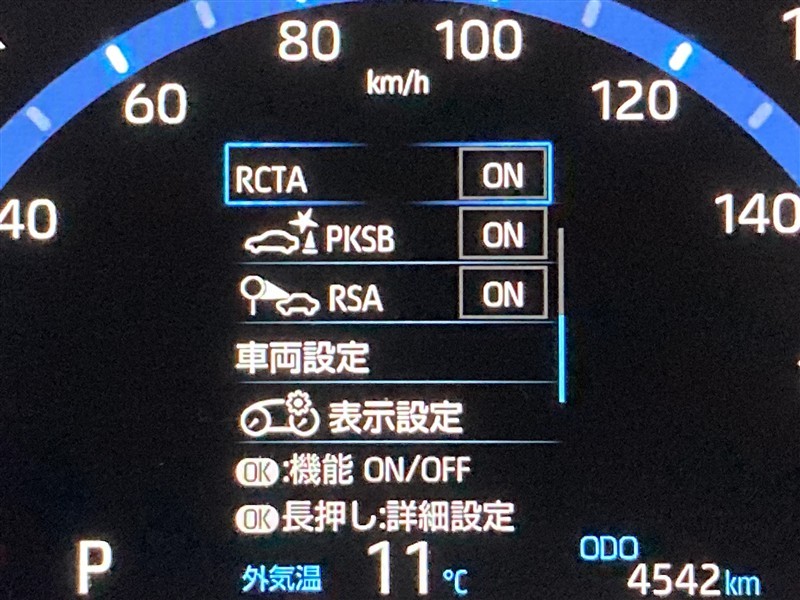 80 100
km/h
60 120
40 140
RCTA ON
PKSB ON
RSA ON
車両設定
表示設定
OK:機能 ON/OFF
OK長押し:詳細設定
P 外気温 11℃ ODO 4542km